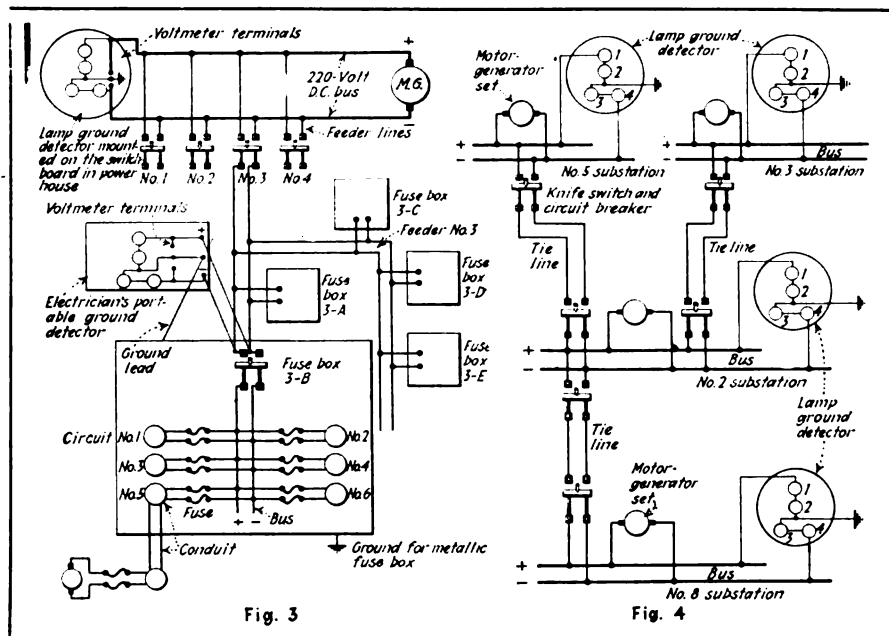 Voltmeter terminals
+
220-Volt
D.C. bus
M.G.
Lamp ground
detector mount-
ed on the switch
board in power
house
Feeder lines
−
No.1
No.2
No.3
No.4
Voltmeter terminals
Fuse box
3-C
Feeder No.3
+
−
Fuse
box
3-A
Fuse
box
3-D
Electrician's port-
able ground
detector
Ground
lead
Fuse box
3-B
Fuse
box
3-E
Circuit
No.1
No.2
No.3
No.4
No.5
No.6
Fuse
+ −
Bus
Conduit
Ground for metallic
fuse box
Fig. 3
Motor-
generator
set
Lamp ground
detector
1
2
3
4
1
2
3
4
+
−
+
−
Bus
No.5 substation
No.3 substation
Knife switch and
circuit breaker
Tie
line
Tie line
1
2
3
4
+
−
Bus
No.2 substation
Lamp
ground
detector
Tie
line
Motor-
generator
set
1
2
3
4
+
−
Bus
No.8 substation
Fig. 4